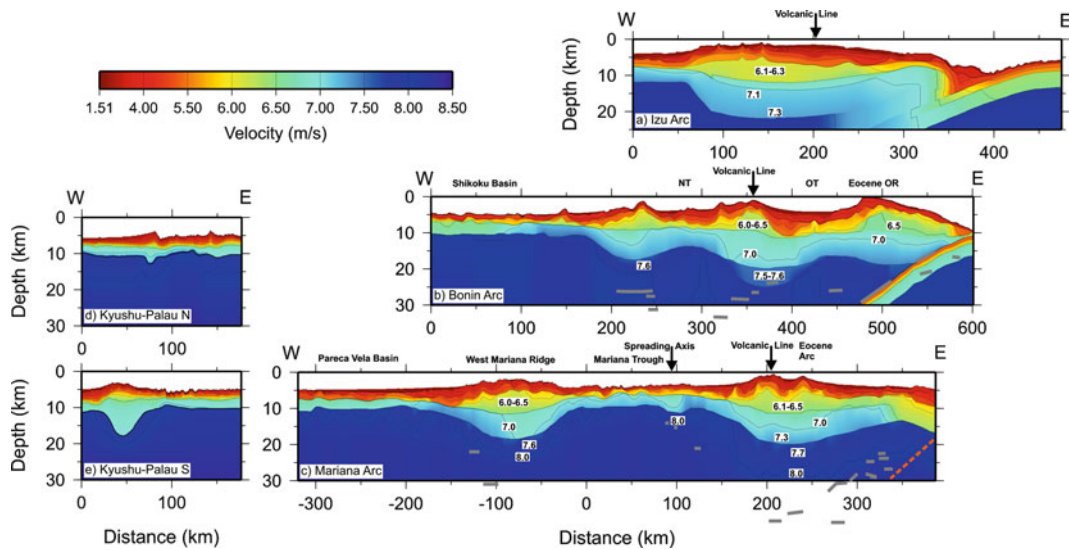 W
Volcanic Line
E
0
10
20
Depth (km)
6.1-6.3
7.1
7.3
a) Izu Arc
0 100 200 300 400
1.51 4.00 5.50 6.00 6.50 7.00 7.50 8.00 8.50
Velocity (m/s)
W
Volcanic Line
E
Shikoku Basin NT OT Eocene OR
0
10
20
30
Depth (km)
6.0-6.5
6.5
7.0
7.0
7.6
7.5-7.6
b) Bonin Arc
0 100 200 300 400 500 600
W E
0
10
20
30
Depth (km)
d) Kyushu-Palau N
0 100
0
10
20
30
Depth (km)
e) Kyushu-Palau S
0 100
Distance
(km)
W
Spreading Axis
Volcanic Line
E
Pareca Vela Basin West Mariana Ridge Mariana Trough Eocene
Arc
6.0-6.5
6.1-6.5
7.0
7.0
7.3
7.6
7.7
8.0
8.0
8.0
c) Mariana Arc
-300 -200 -100 0 100 200 300
Distance (km)